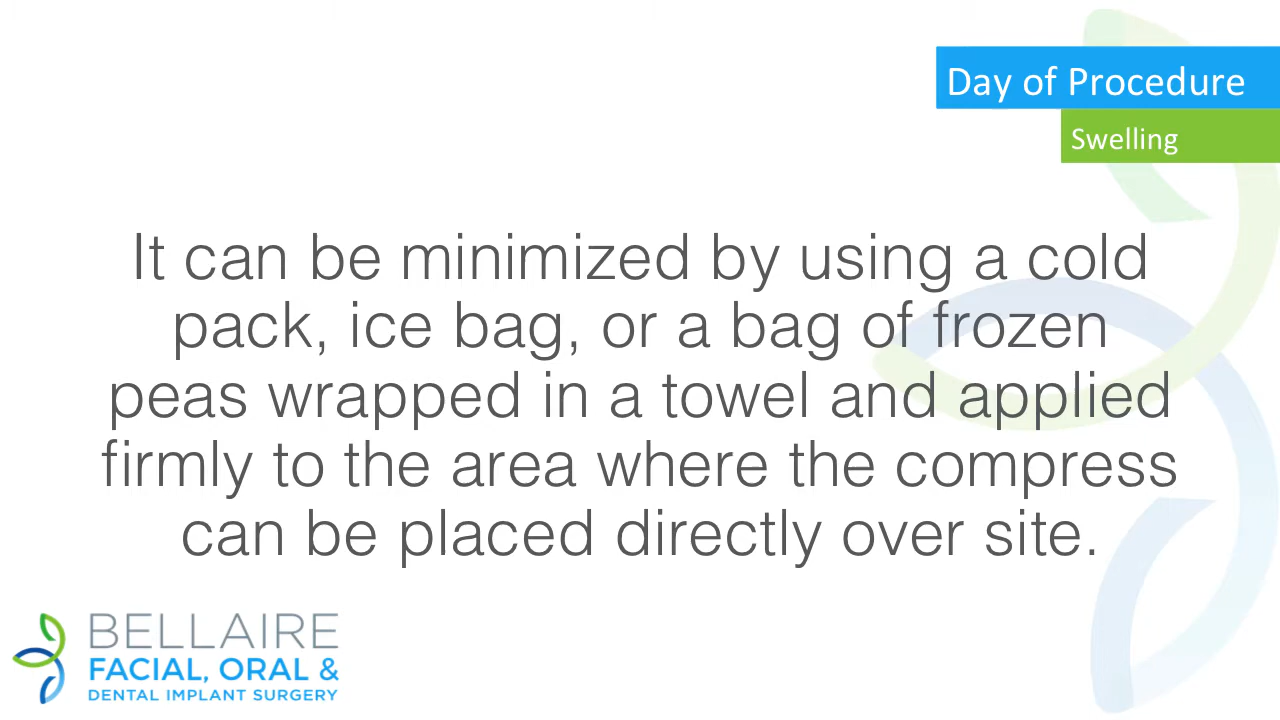 Day of Procedure
Swelling
It can be minimized by using a cold
pack, ice bag, or a bag of frozen
peas wrapped in a towel and applied
firmly to the area where the compress
can be placed directly over site.
BELLAIRE
FACIAL, ORAL &
DENTAL IMPLANT SURGERY